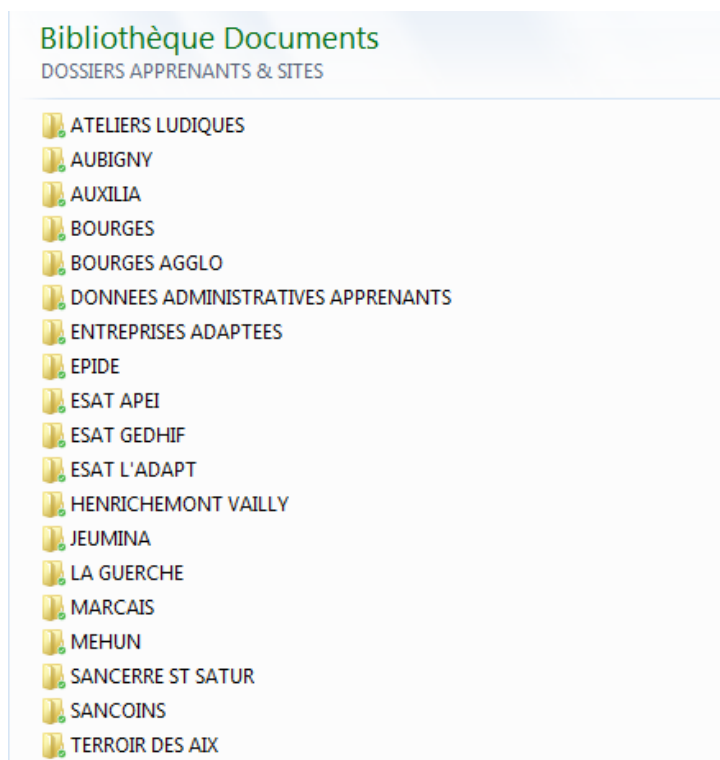 Bibliothèque Documents
DOSSIERS APPRENANTS & SITES
ATELIERS LUDIQUES
AUBIGNY
AUXILIA
BOURGES
BOURGES AGGLO
DONNEES ADMINISTRATIVES APPRENANTS
ENTREPRISES ADAPTEES
EPIDE
ESAT APEI
ESAT GEDHIF
ESAT L'ADAPT
HENRICHEMONT VAILLY
JEUMINA
LA GUERCHE
MARCAIS
MEHUN
SANCERRE ST SATUR
SANCOINS
TERROIR DES AIX